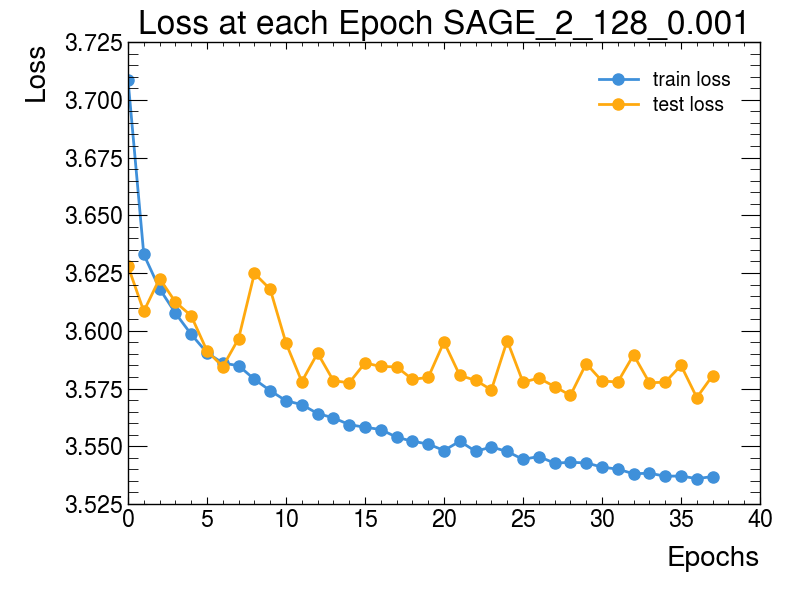 Loss at each Epoch SAGE_2_128_0.001
Loss
3.725
3.700
3.675
3.650
3.625
3.600
3.575
3.550
3.525
train loss
test loss
0 5 10 15 20 25 30 35 40
Epochs